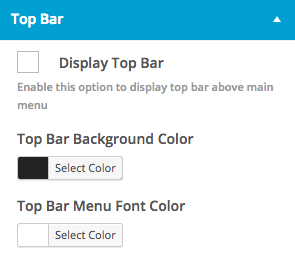 Top Bar
Display Top Bar
Enable this option to display top bar above main
menu
Top Bar Background Color
Select Color
Top Bar Menu Font Color
Select Color